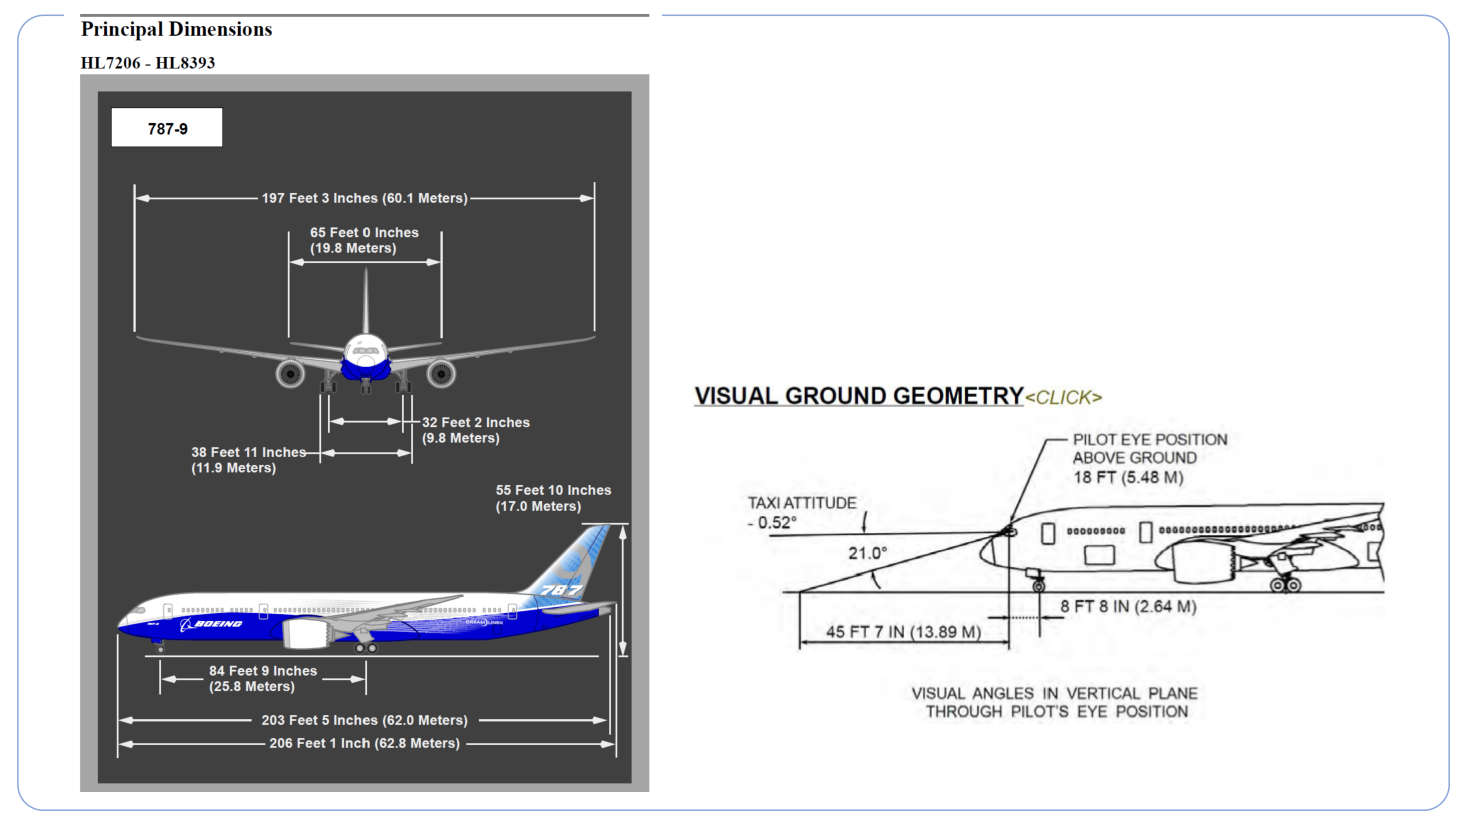 Principal Dimensions
HL7206 - HL8393
787-9
197 Feet 3 Inches (60.1 Meters)
65 Feet 0 Inches
(19.8 Meters)
32 Feet 2 Inches
(9.8 Meters)
38 Feet 11 Inches
(11.9 Meters)
55 Feet 10 Inches
(17.0 Meters)
787
BOEING
DREAMLINER
84 Feet 9 Inches
(25.8 Meters)
203 Feet 5 Inches (62.0 Meters)
206 Feet 1 Inch (62.8 Meters)
VISUAL GROUND GEOMETRY<CLICK>
PILOT EYE POSITION
ABOVE GROUND
18 FT (5.48 M)
TAXI ATTITUDE
- 0.52°
21.0°
8 FT 8 IN (2.64 M)
45 FT 7 IN (13.89 M)
VISUAL ANGLES IN VERTICAL PLANE
THROUGH PILOT'S EYE POSITION